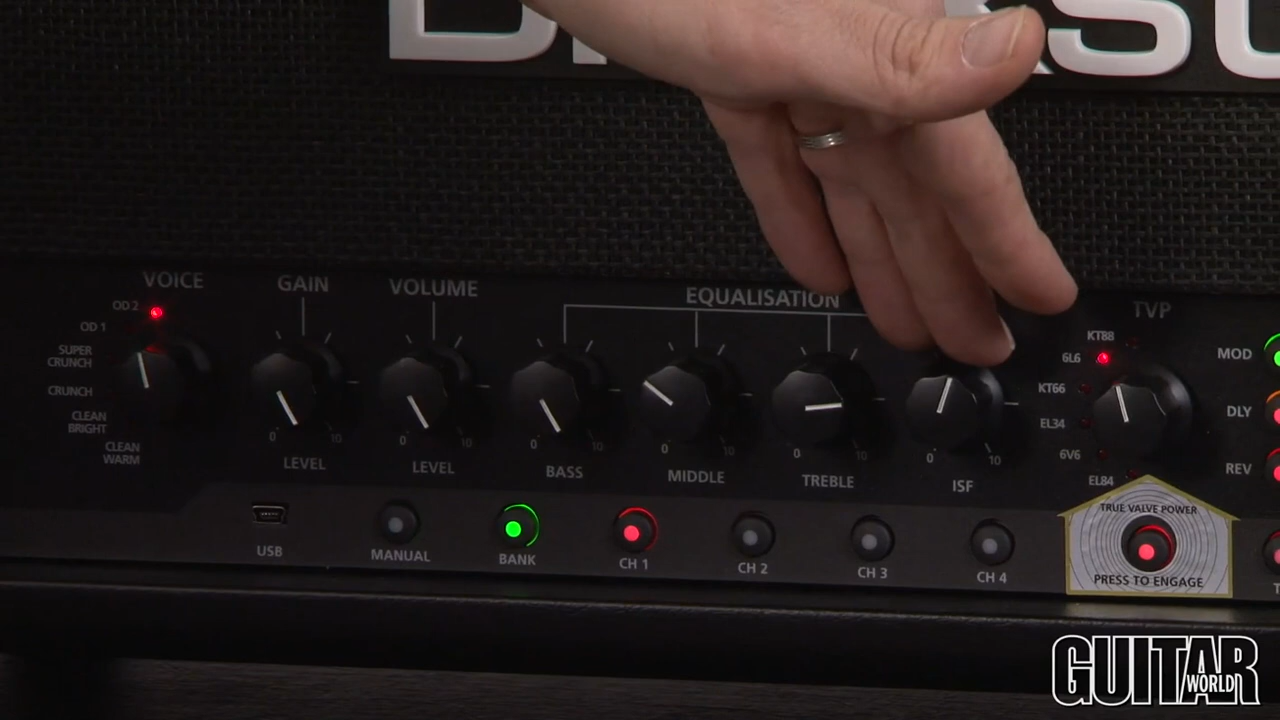 VOICE
GAIN
VOLUME
EQUALISATION
TVP
OD 2
OD 1
SUPER
CRUNCH
CRUNCH
CLEAN
BRIGHT
CLEAN
WARM
0 10
LEVEL
0 10
LEVEL
0 10
BASS
0 10
MIDDLE
0 10
TREBLE
0 10
ISF
KT88
6L6
KT66
EL34
6V6
EL84
MOD
DLY
REV
USB
MANUAL
BANK
CH 1
CH 2
CH 3
CH 4
TRUE VALVE POWER
PRESS TO ENGAGE
GUITAR
WORLD